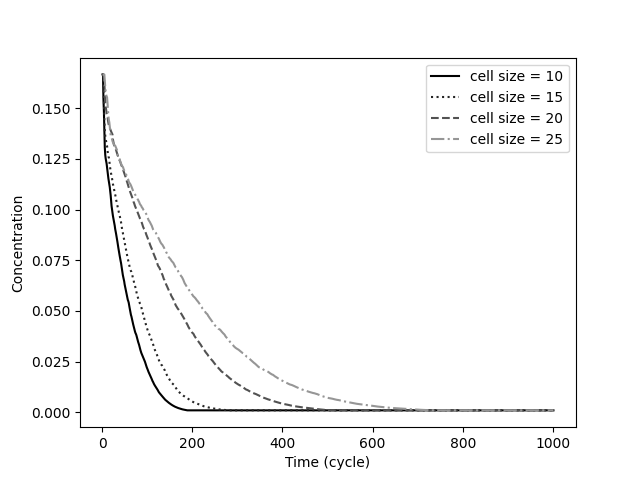 cell size = 10
cell size = 15
cell size = 20
cell size = 25
Concentration
0.150
0.125
0.100
0.075
0.050
0.025
0.000
0 200 400 600 800 1000
Time (cycle)